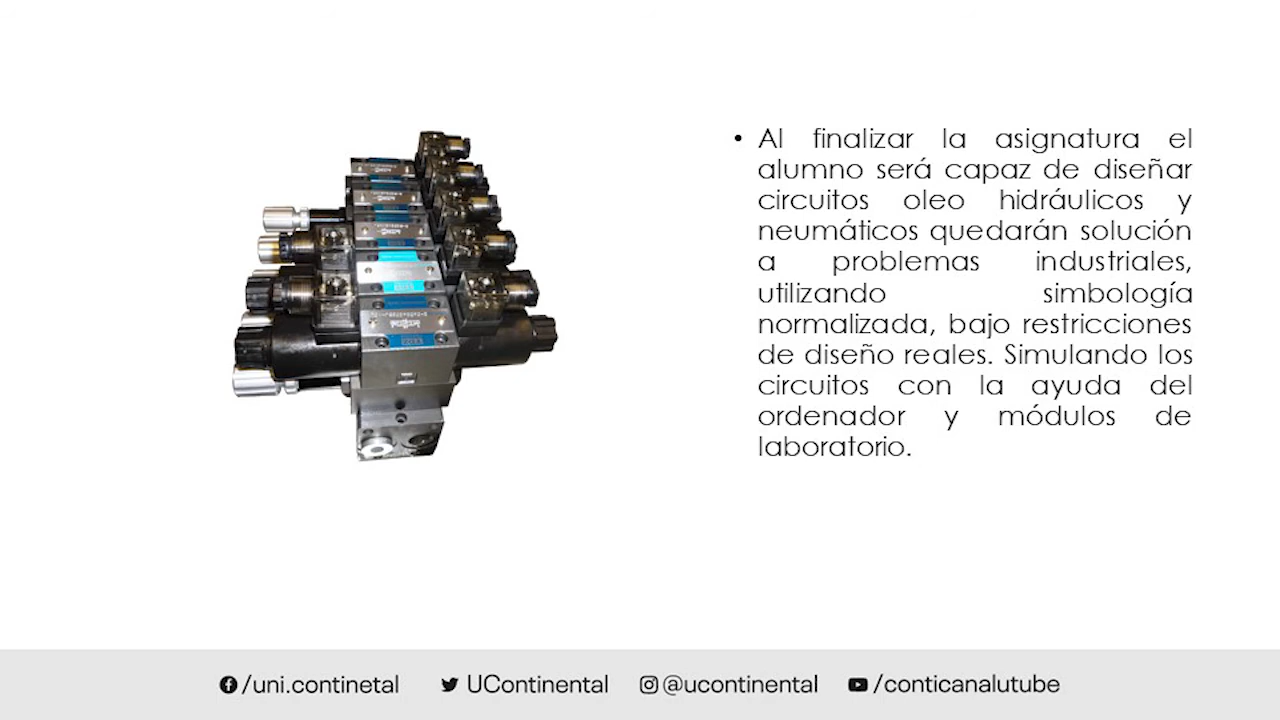 • Al finalizar la asignatura el
alumno será capaz de diseñar
circuitos oleo hidráulicos y
neumáticos quedarán solución
a problemas industriales,
utilizando simbología
normalizada, bajo restricciones
de diseño reales. Simulando los
circuitos con la ayuda del
ordenador y módulos de
laboratorio.
/uni.continetal UContinental @ucontinental /conticanalutube